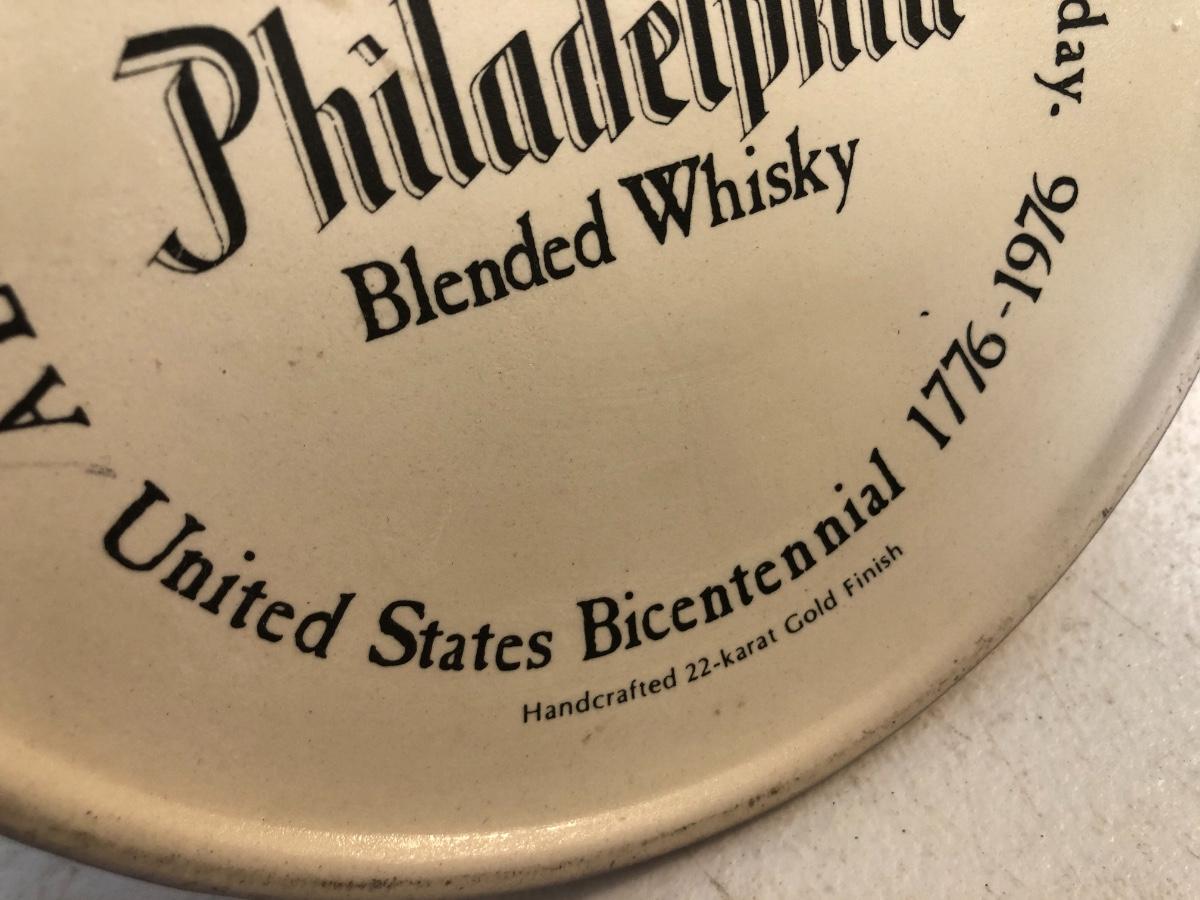 Philadelphia
Blended Whisky
day.
United States Bicentennial 1776-1976
Handcrafted 22-karat Gold Finish